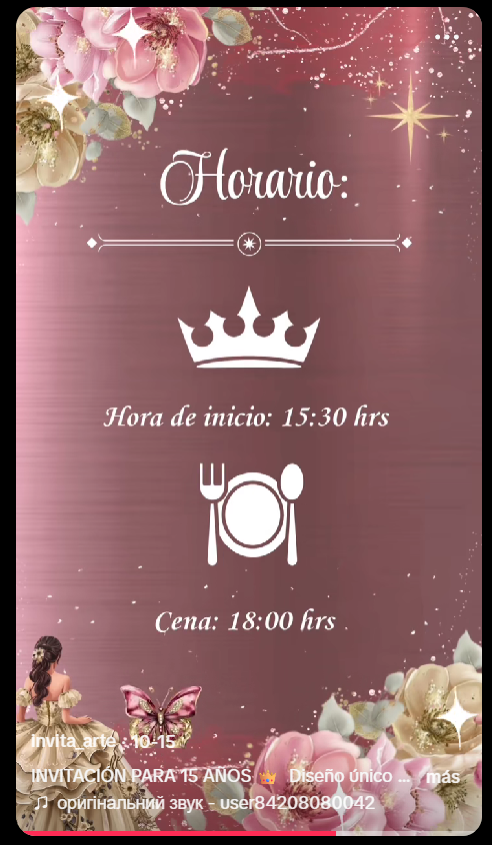 Horario:
Hora de inicio: 15:30 hrs
Cena: 18:00 hrs
invita_arte · 10-15
INVITACIÓN PARA 15 AÑOS 👑 Diseño único ... más
оригінальний звук - user84208080042